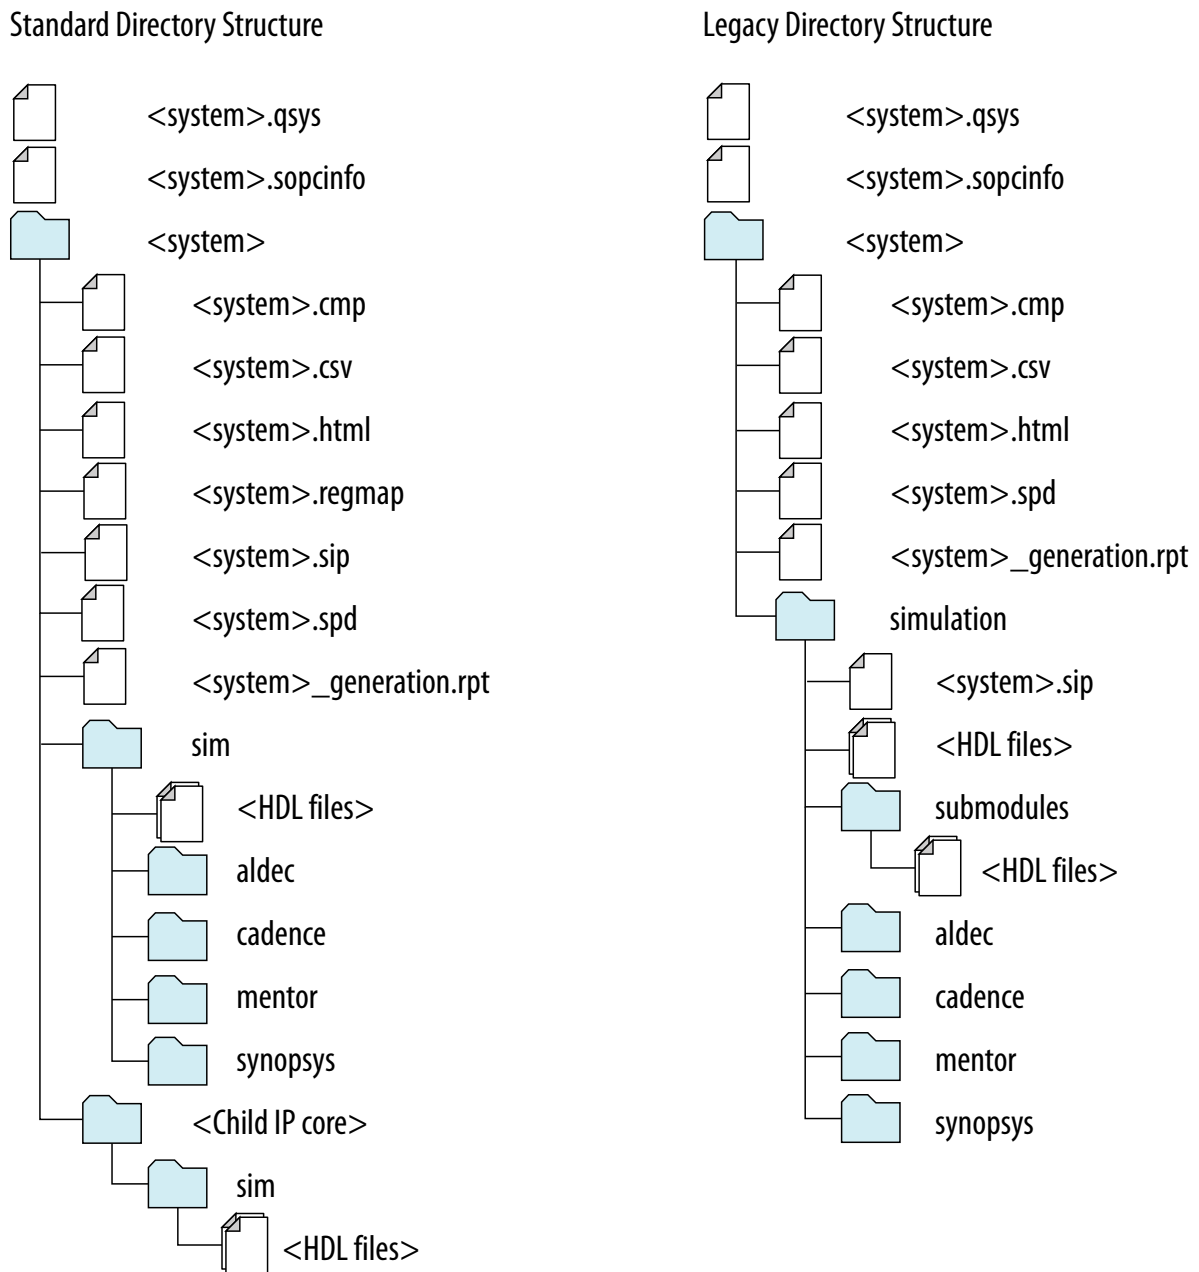 Standard Directory Structure
<system>.qsys
<system>.sopcinfo
<system>
<system>.cmp
<system>.csv
<system>.html
<system>.regmap
<system>.sip
<system>.spd
<system>_generation.rpt
sim
<HDL files>
aldec
cadence
mentor
synopsys
<Child IP core>
sim
<HDL files>
Legacy Directory Structure
<system>.qsys
<system>.sopcinfo
<system>
<system>.cmp
<system>.csv
<system>.html
<system>.spd
<system>_generation.rpt
simulation
<system>.sip
<HDL files>
submodules
<HDL files>
aldec
cadence
mentor
synopsys